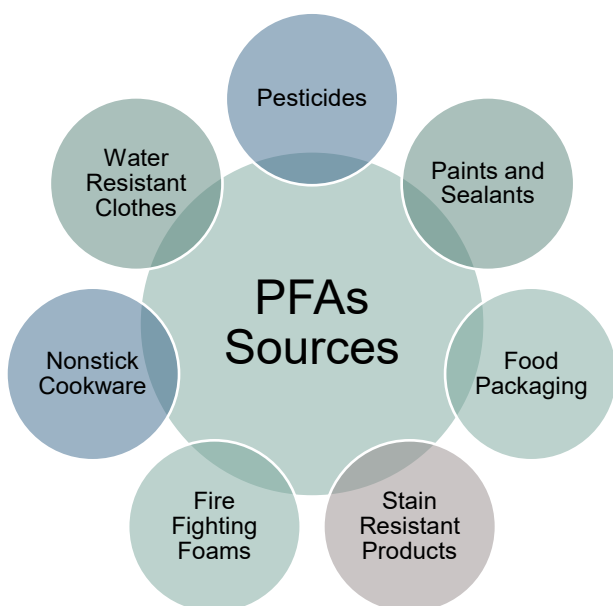 PFAs
Sources
Pesticides
Paints and
Sealants
Food
Packaging
Stain
Resistant
Products
Fire
Fighting
Foams
Nonstick
Cookware
Water
Resistant
Clothes